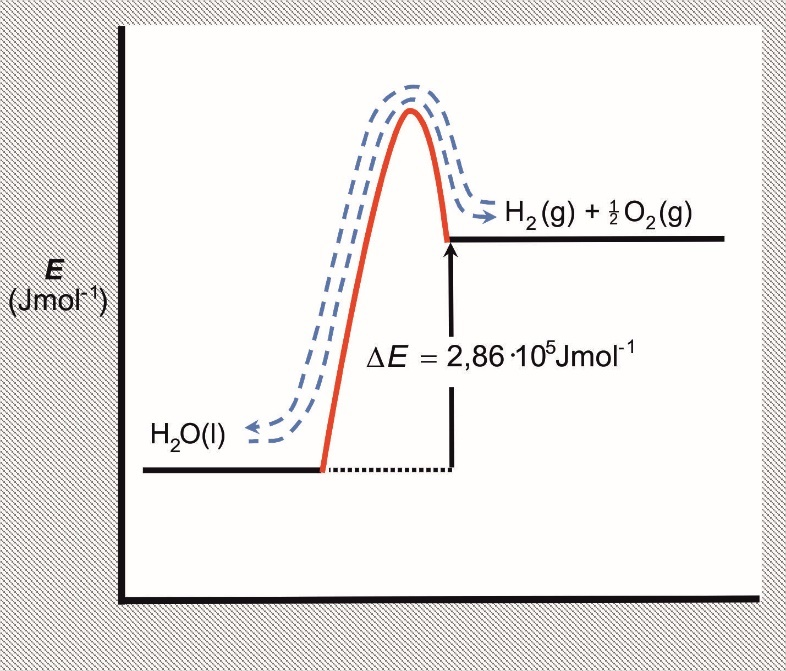 H₂(g) + ½O₂(g)
E
(Jmol⁻¹)
ΔE = 2,86·10⁵Jmol⁻¹
H₂O(l)